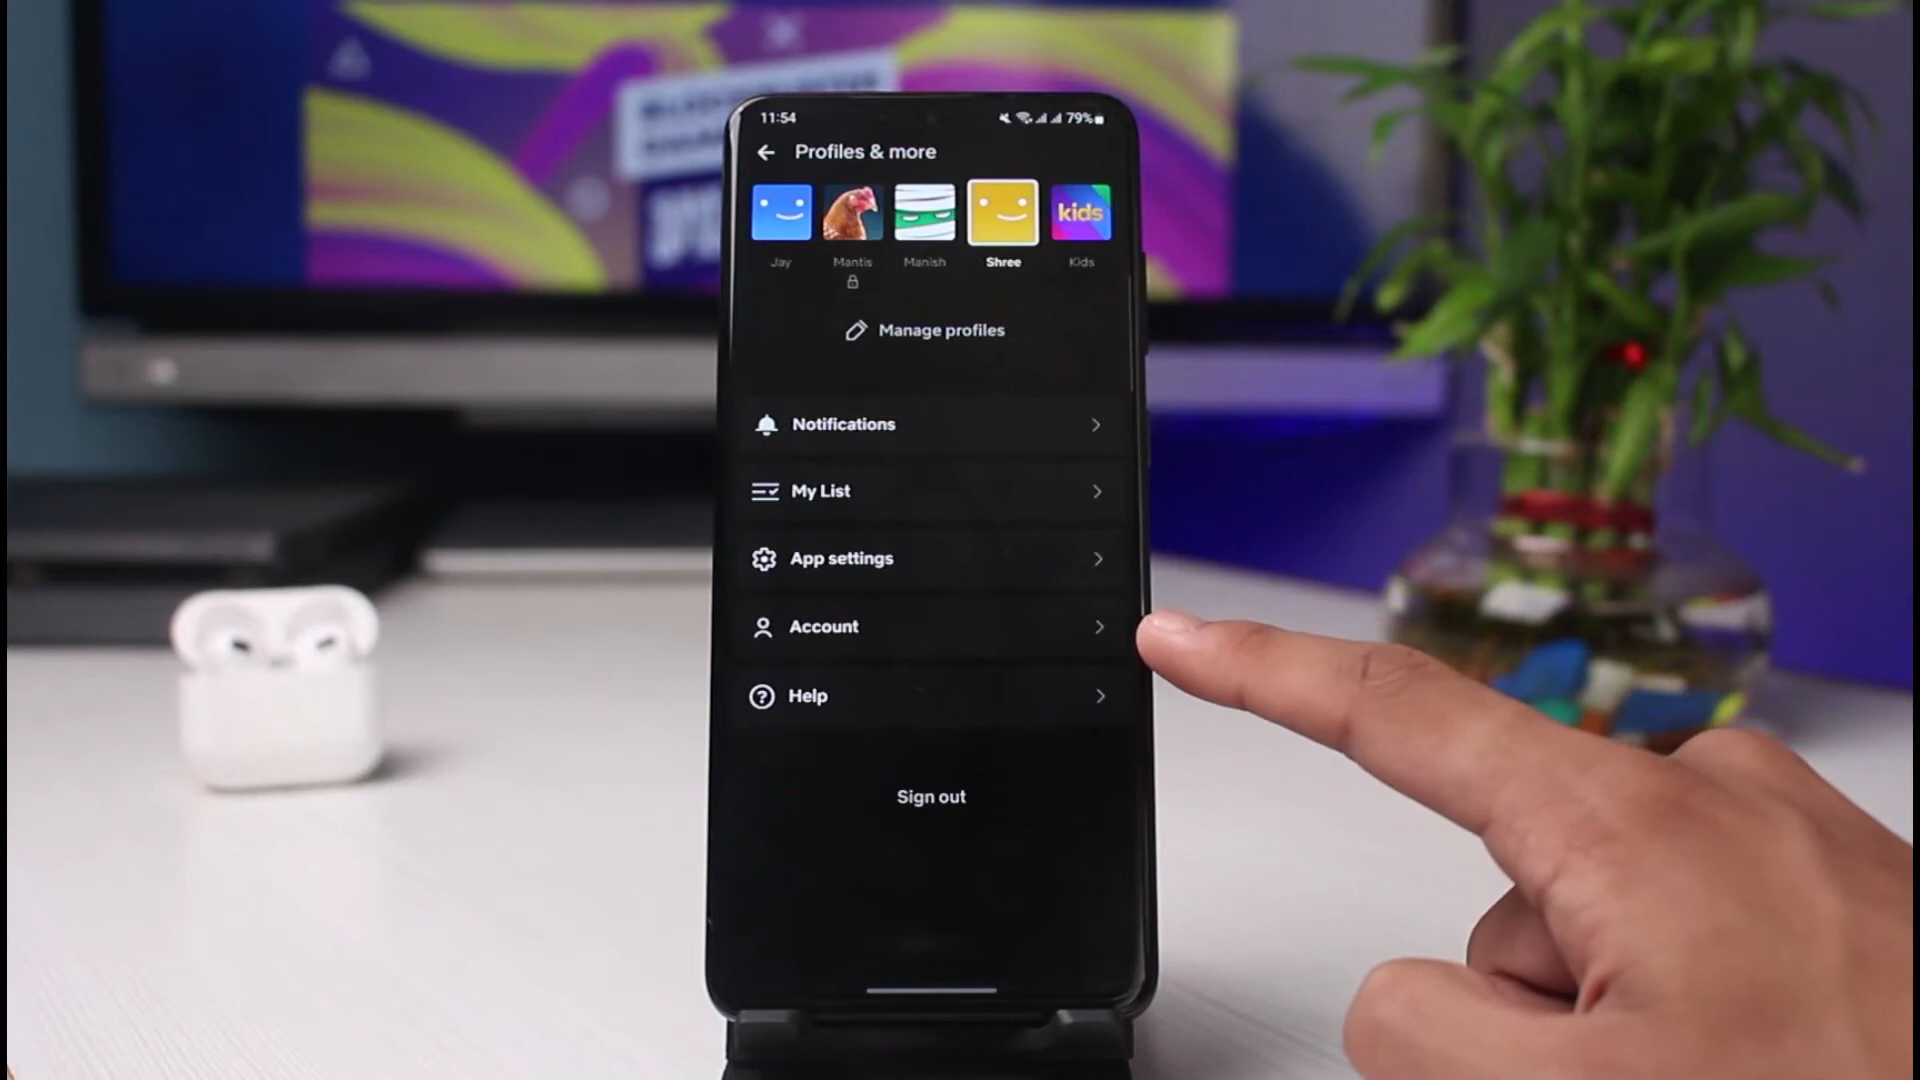 11:54 79%
Profiles & more
kids
Jay Mantis Manish Shree Kids
Manage profiles
Notifications
My List
App settings
Account
Help
Sign out